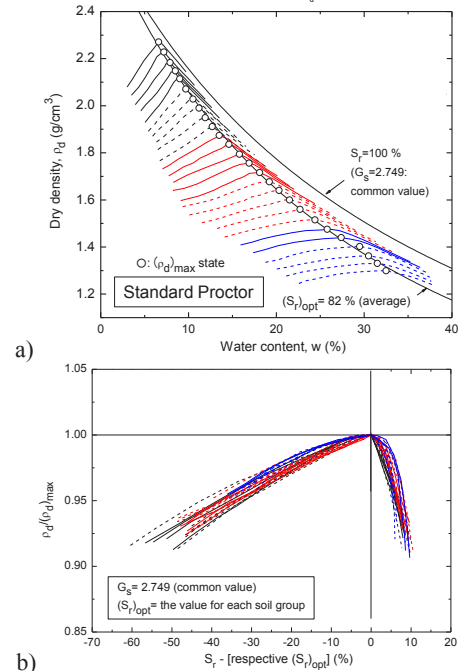 a)
2.4
2.2
2.0
1.8
1.6
1.4
1.2
Dry density, ρd (g/cm³)
Sr=100 %
(Gs=2.749:
common value)
O: (ρd)max state
Standard Proctor
(Sr)opt= 82 % (average)
0 10 20 30 40
Water content, w (%)
b)
1.05
1.00
0.95
0.90
0.85
ρd/(ρd)max
Gs= 2.749 (common value)
(Sr)opt= the value for each soil group
-70 -60 -50 -40 -30 -20 -10 0 10 20
Sr - [respective (Sr)opt] (%)